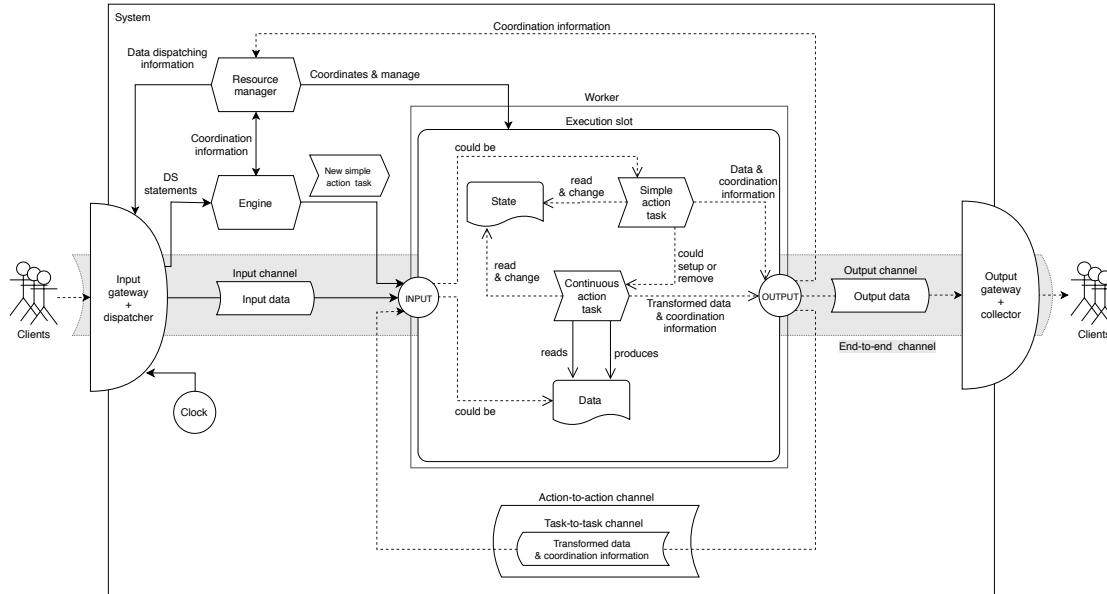 System
Coordination information
Data dispatching
information
Resource
manager
Coordinates & manage
Worker
Execution slot
Coordination
information
could be
New simple
action task
DS
statements
Engine
State
read
& change
Simple
action
task
Data &
coordination
information
could
setup or
remove
read
& change
Input
gateway
+
dispatcher
Input channel
Input data
INPUT
Continuous
action
task
Transformed data
& coordination
information
OUTPUT
Output channel
Output data
Output
gateway
+
collector
Clients
Clients
End-to-end channel
reads
produces
Data
could be
Clock
Action-to-action channel
Task-to-task channel
Transformed data
& coordination information